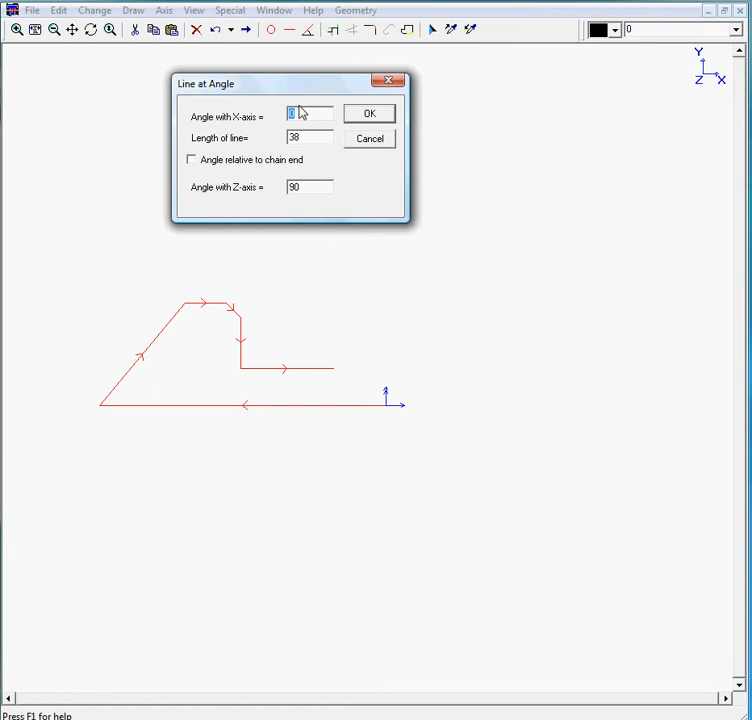 File Edit Change Draw Axis View Special Window Help Geometry
0
Y
Z X
Line at Angle
Angle with X-axis = 0 OK
Length of line= 38 Cancel
Angle relative to chain end
Angle with Z-axis = 90
Press F1 for help